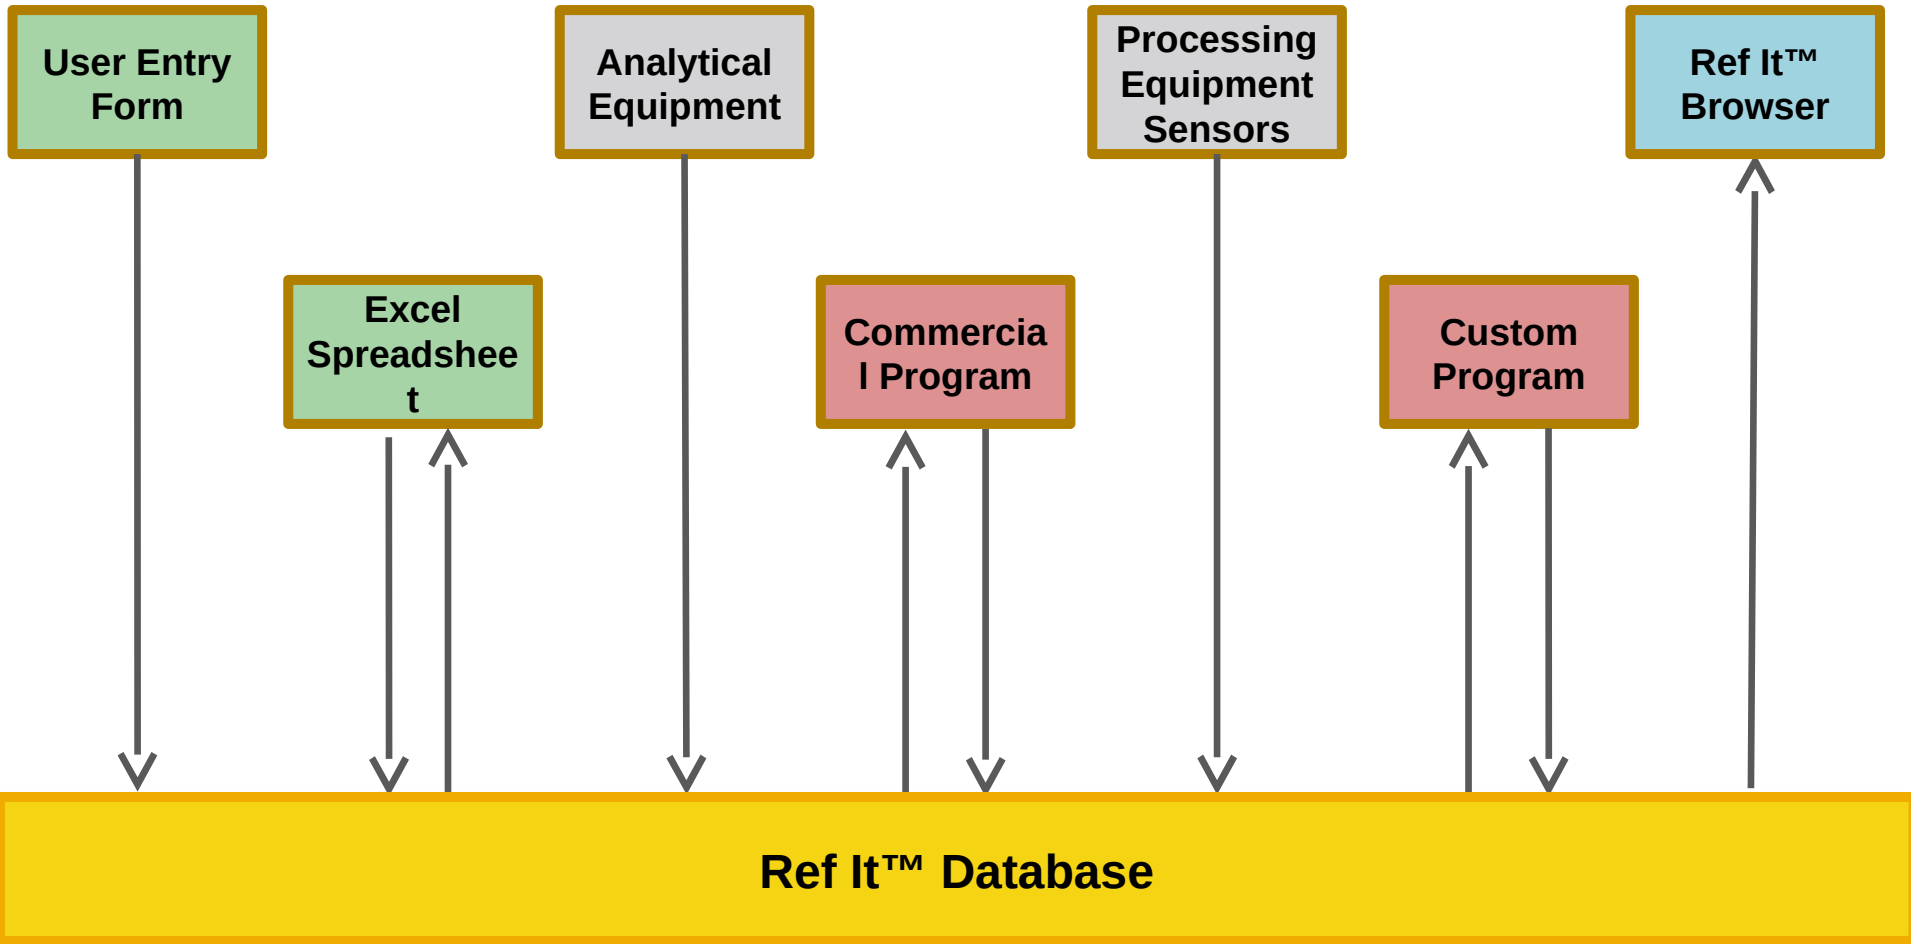 User Entry
Form
Analytical
Equipment
Processing
Equipment
Sensors
Ref It™
Browser
Excel
Spreadshee
t
Commercia
l Program
Custom
Program
Ref It™ Database